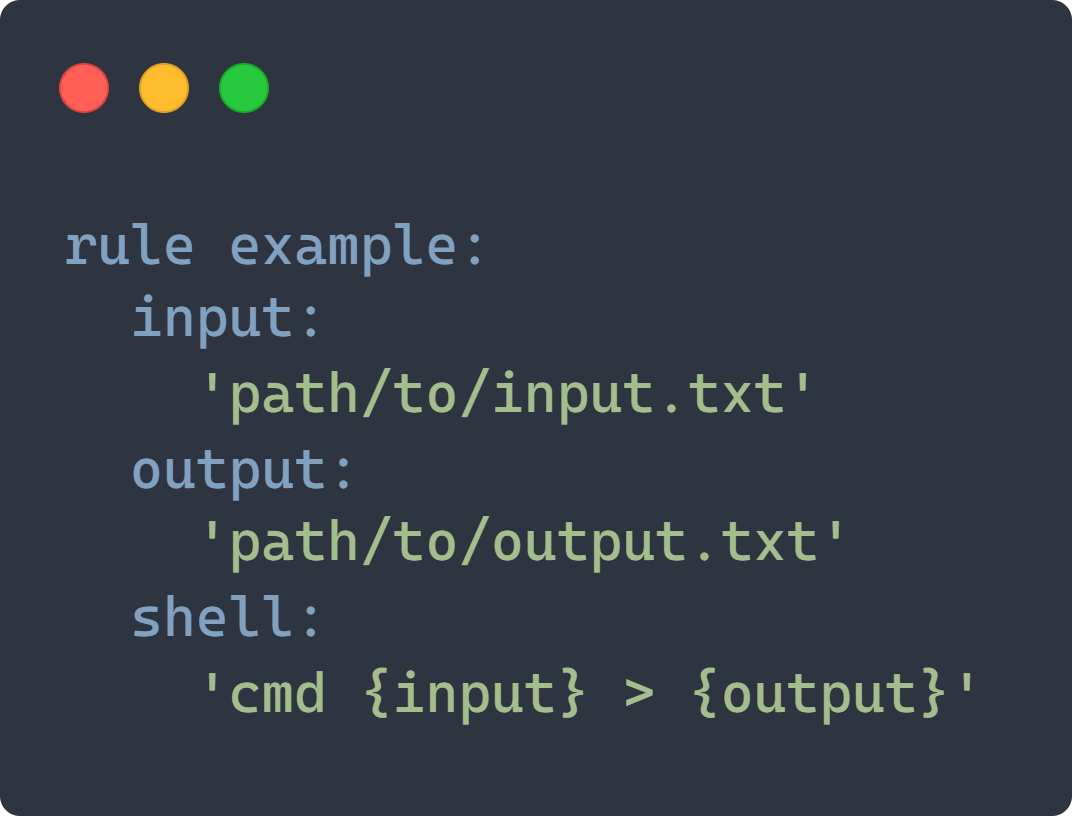 rule example:
  input:
    'path/to/input.txt'
  output:
    'path/to/output.txt'
  shell:
    'cmd {input} > {output}'